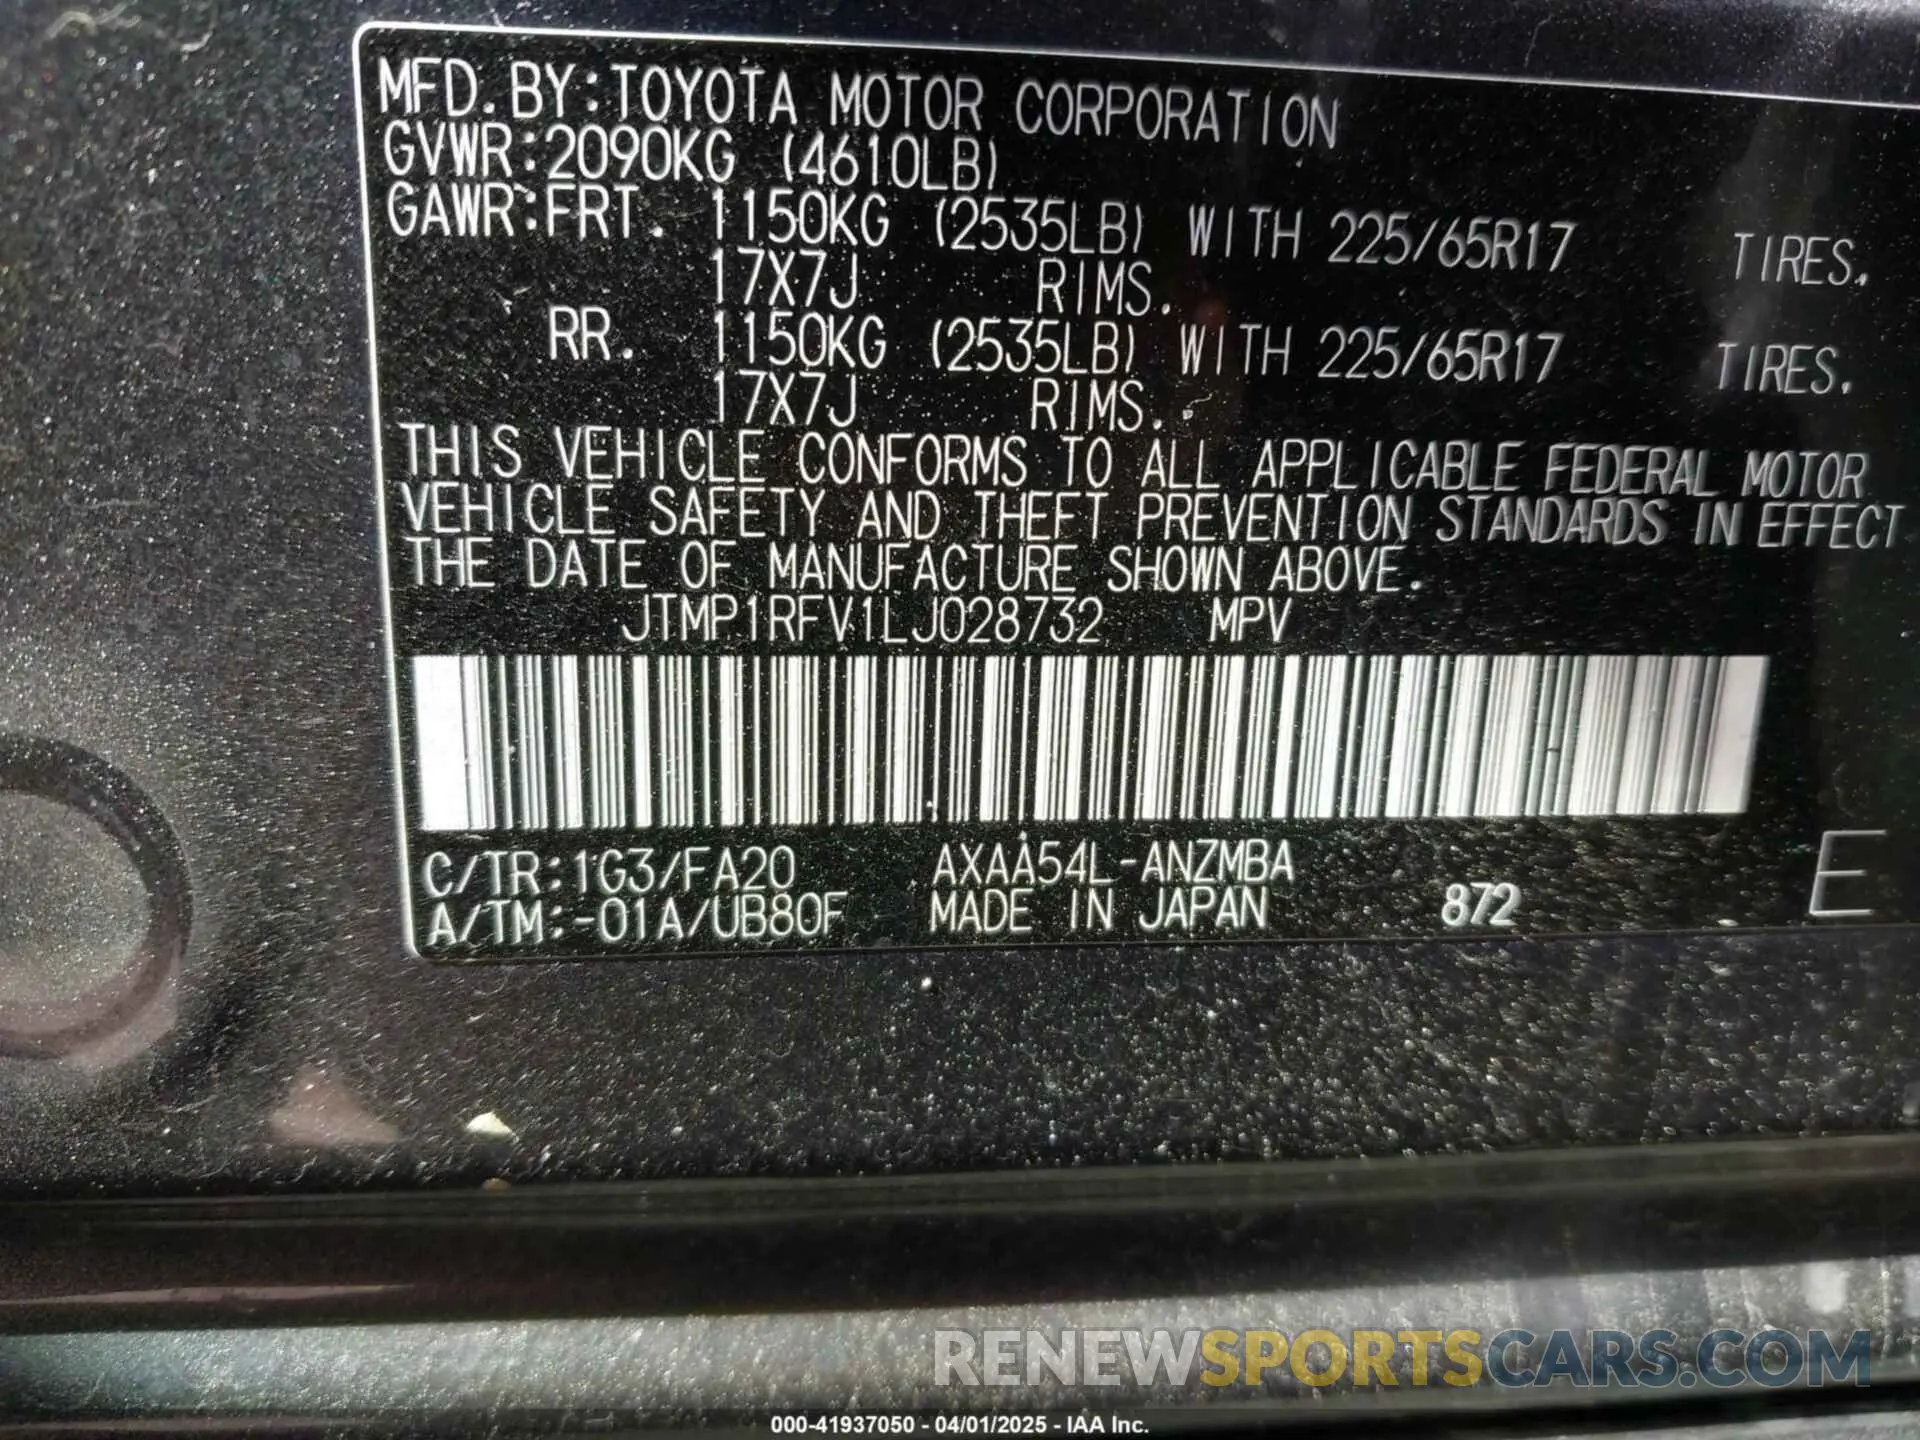 MFD. BY: TOYOTA MOTOR CORPORATION
GVWR: 2090KG (4610LB)
GAWR: FRT. 1150KG (2535LB) WITH 225/65R17 TIRES,
17X7J RIMS.
RR. 1150KG (2535LB) WITH 225/65R17 TIRES.
17X7J RIMS.
THIS VEHICLE CONFORMS TO ALL APPLICABLE FEDERAL MOTOR
VEHICLE SAFETY AND THEFT PREVENTION STANDARDS IN EFFECT
THE DATE OF MANUFACTURE SHOWN ABOVE.
JTMP1RFV1LJ028732 MPV
C/TR: 1G3/FA20 AXAA54L-ANZMBA
A/TM: -01A/UB80F MADE IN JAPAN 872 E
RENEWSPORTSCARS.COM
000-41937050 - 04/01/2025 - IAA Inc.